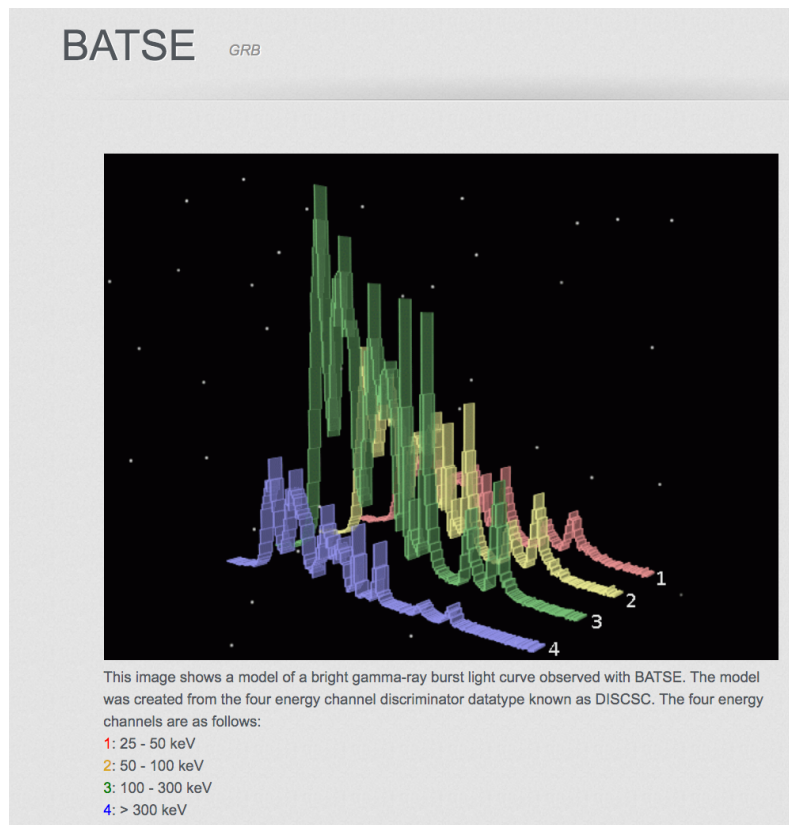 BATSE GRB
1
2
3
4
This image shows a model of a bright gamma-ray burst light curve observed with BATSE. The model
was created from the four energy channel discriminator datatype known as DISCSC. The four energy
channels are as follows:
1: 25 - 50 keV
2: 50 - 100 keV
3: 100 - 300 keV
4: > 300 keV